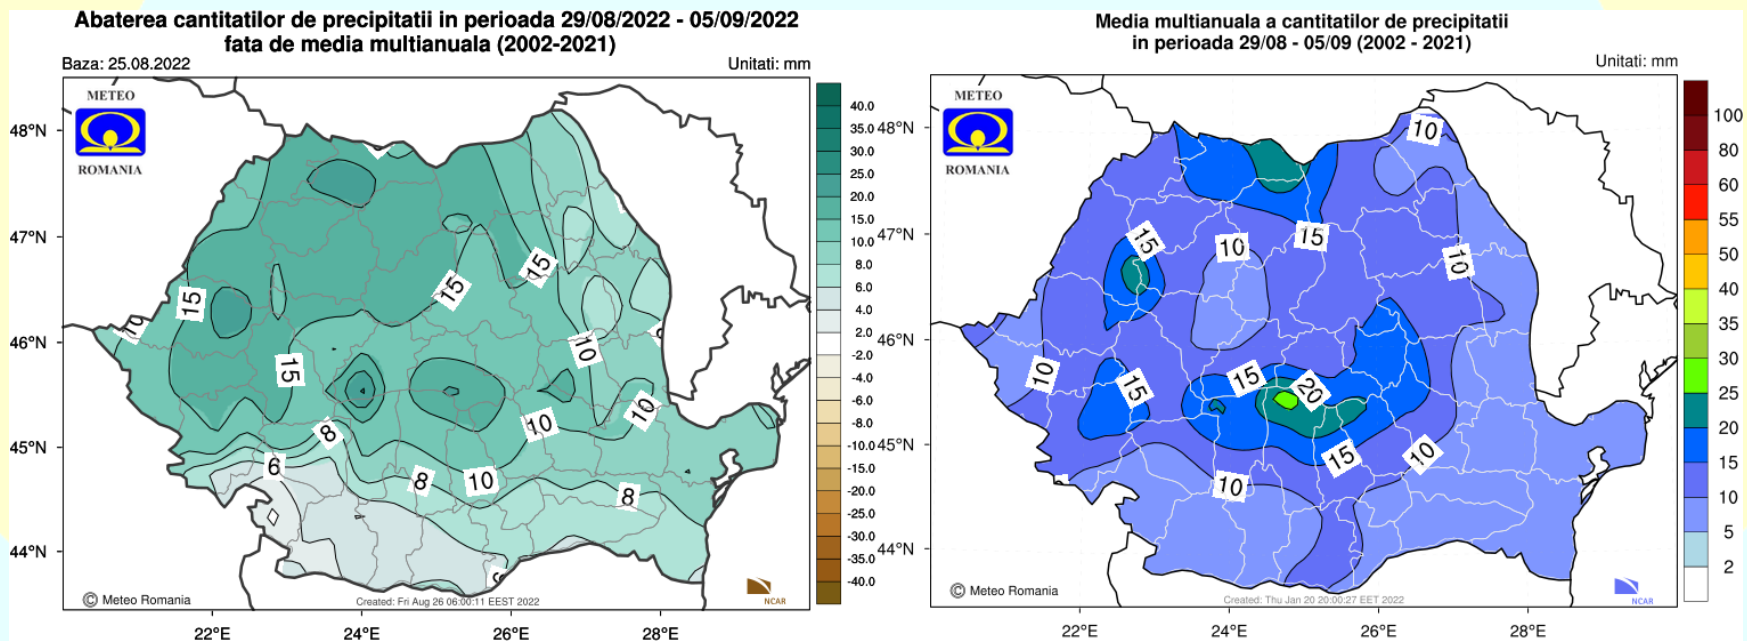 Abaterea cantitatilor de precipitatii in perioada 29/08/2022 - 05/09/2022
fata de media multianuala (2002-2021)
Baza: 25.08.2022
Unitati: mm
METEO
ROMANIA
48°N
47°N
46°N
45°N
44°N
22°E
24°E
26°E
28°E
15
15
15
15
10
10
10
10
10
8
8
8
6
40.0
35.0
30.0
25.0
20.0
15.0
10.0
8.0
6.0
4.0
2.0
-2.0
-4.0
-6.0
-8.0
-10.0
-15.0
-20.0
-25.0
-30.0
-35.0
-40.0
© Meteo Romania
Created: Fri Aug 26 06:00:11 EEST 2022
NCAR
Media multianuala a cantitatilor de precipitatii
in perioada 29/08 - 05/09 (2002 - 2021)
Unitati: mm
METEO
ROMANIA
48°N
47°N
46°N
45°N
44°N
22°E
24°E
26°E
28°E
10
15
10
15
10
10
15
15
20
15
10
10
100
80
60
55
50
40
35
30
25
20
15
10
5
2
© Meteo Romania
Created: Thu Jan 20 20:00:27 EET 2022
NCAR